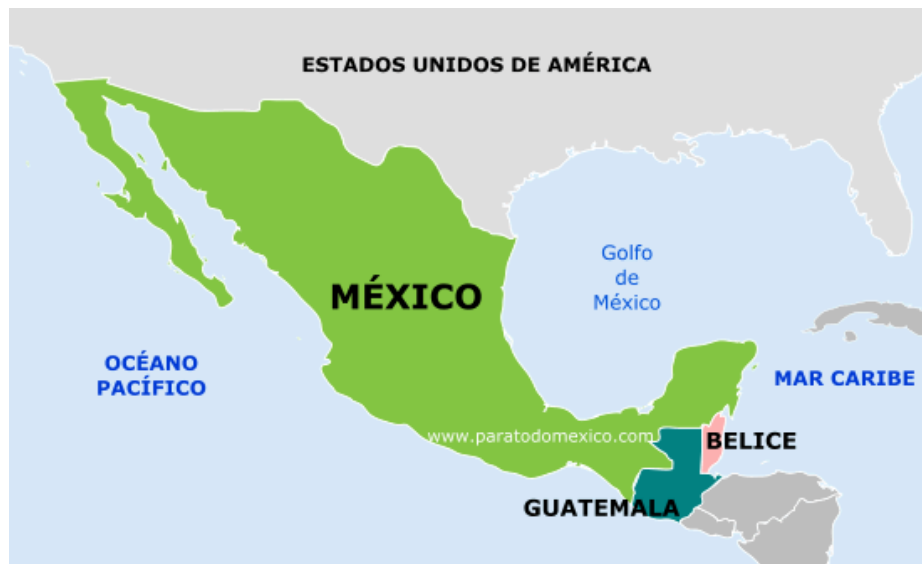 ESTADOS UNIDOS DE AMÉRICA
Golfo
de
México
MÉXICO
OCÉANO
PACÍFICO
MAR CARIBE
www.paratodomexico.com
BELICE
GUATEMALA